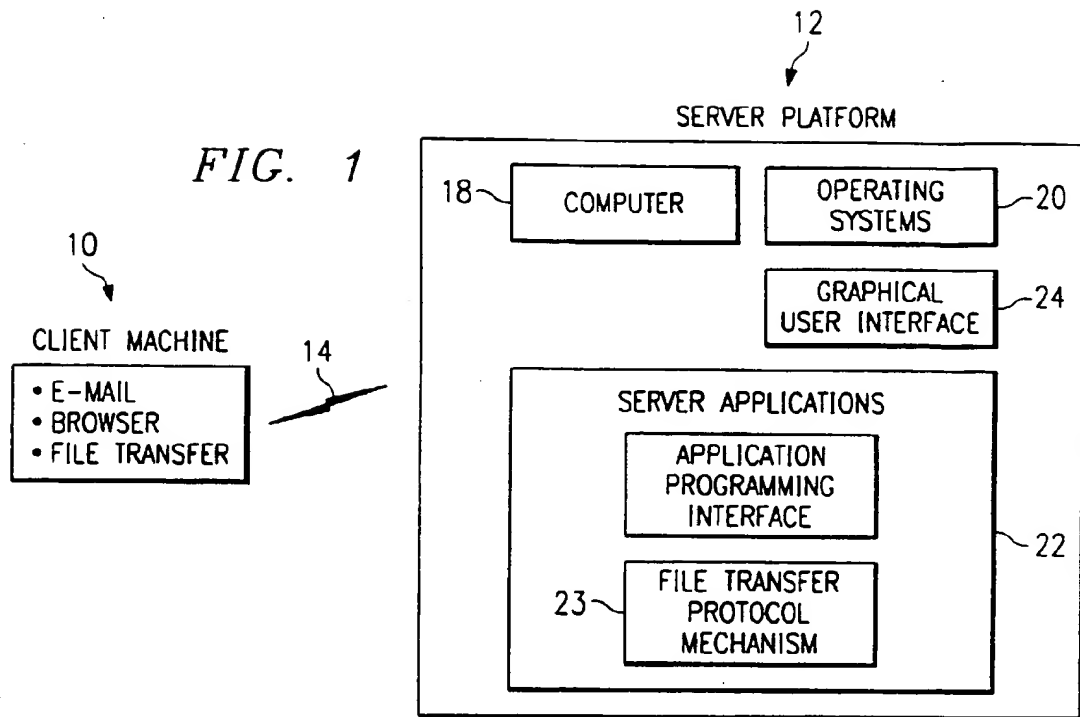 12
SERVER PLATFORM
FIG. 1
18
COMPUTER
OPERATING
SYSTEMS
20
10
GRAPHICAL
USER INTERFACE
24
CLIENT MACHINE
• E-MAIL
• BROWSER
• FILE TRANSFER
14
SERVER APPLICATIONS
APPLICATION
PROGRAMMING
INTERFACE
22
23
FILE TRANSFER
PROTOCOL
MECHANISM